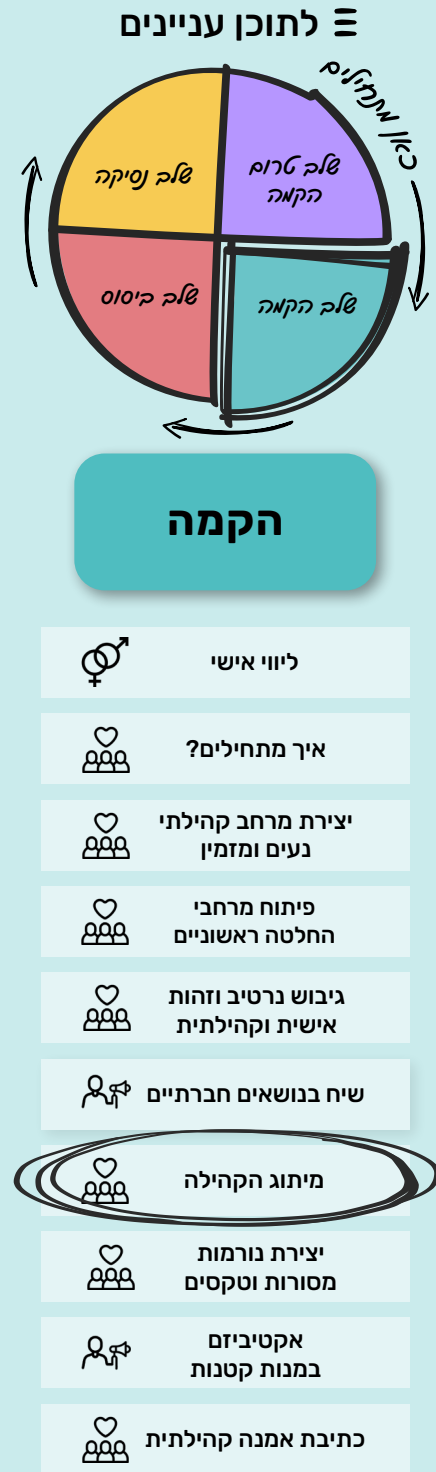 לתוכן עניינים
כאן מתחילים
שלב טרום
הקמה
שלב נסיקה
שלב ביסוס
שלב הקמה
הקמה
ליווי אישי
איך מתחילים?
יצירת מרחב קהילתי
נעים ומזמין
פיתוח מרחבי
החלטה ראשוניים
גיבוש נרטיב וזהות
אישית וקהילתית
שיח בנושאים חברתיים
מיתוג הקהילה
יצירת נורמות
מסורות וטקסים
אקטיביזם
במנות קטנות
כתיבת אמנה קהילתית